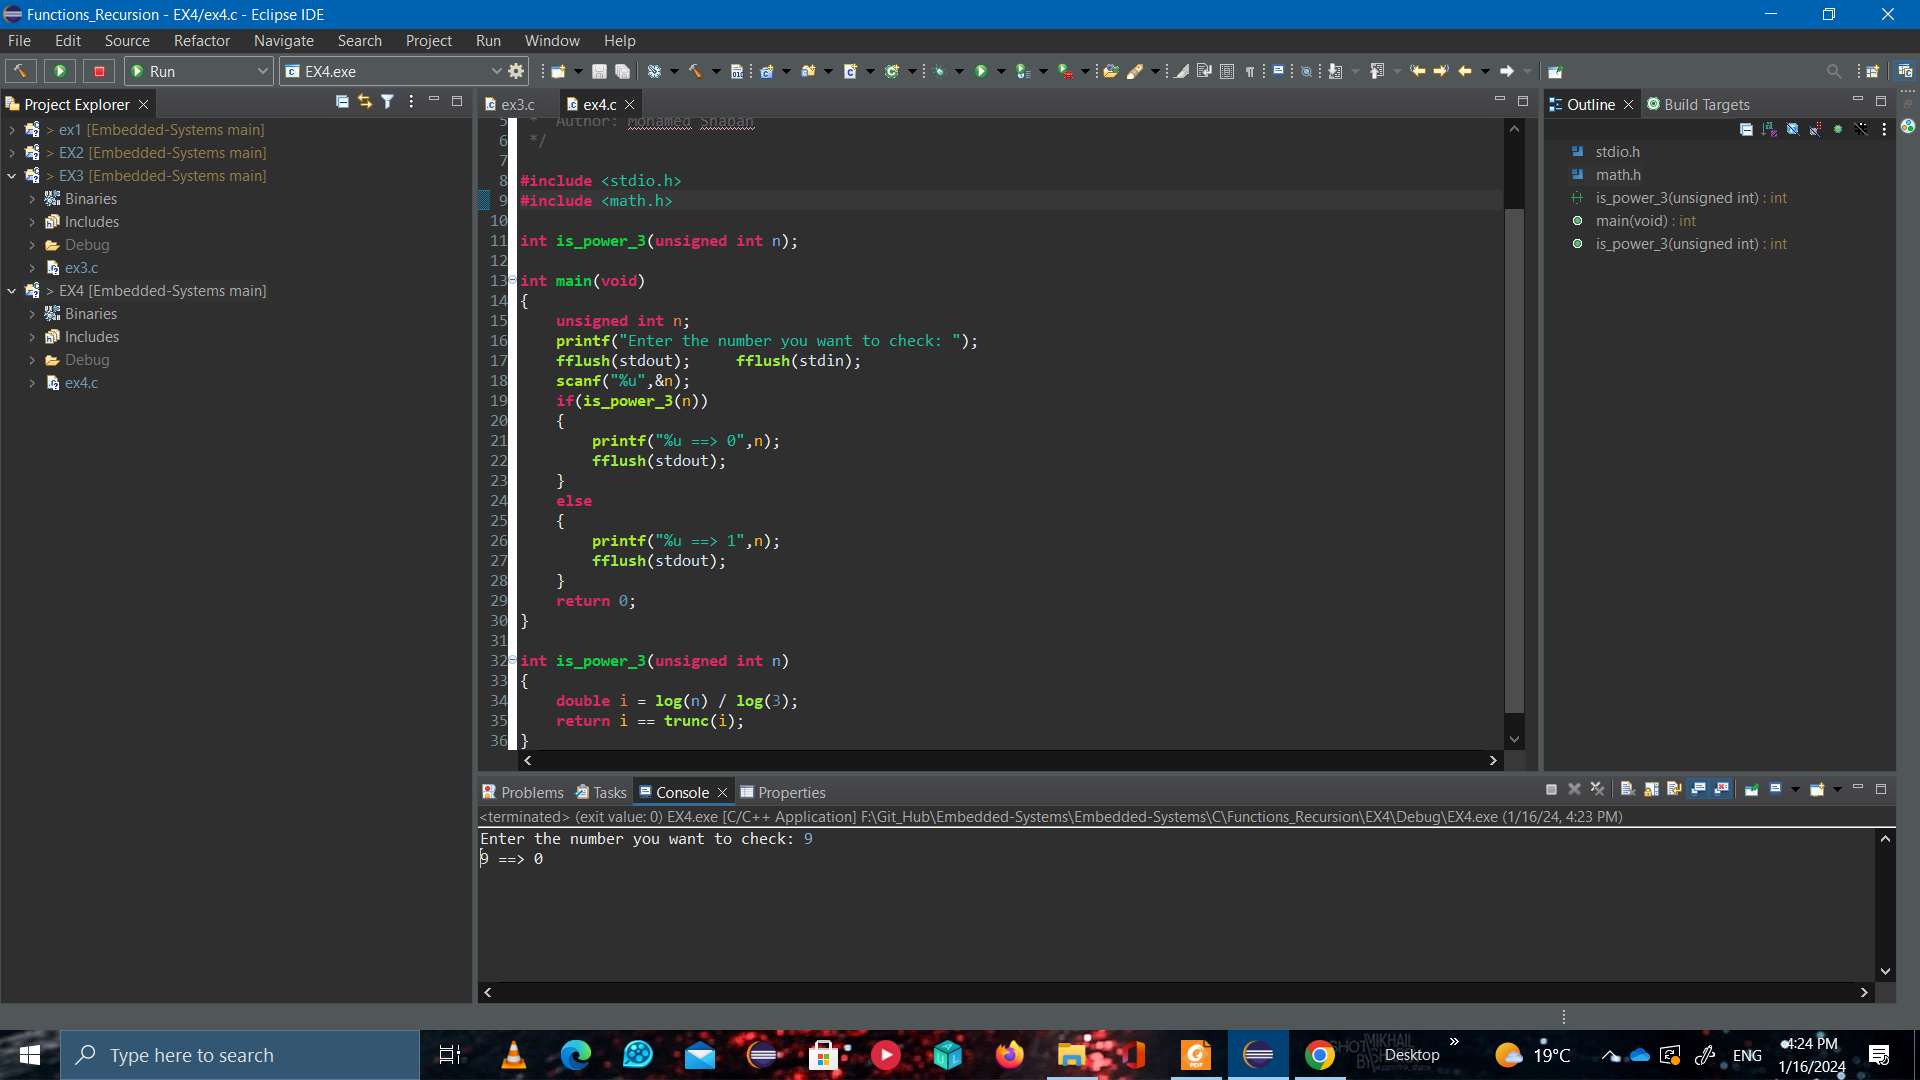 Functions_Recursion - EX4/ex4.c - Eclipse IDE
File Edit Source Refactor Navigate Search Project Run Window Help
Run EX4.exe
Project Explorer
> ex1 [Embedded-Systems main]
> EX2 [Embedded-Systems main]
> EX3 [Embedded-Systems main]
Binaries
Includes
Debug
ex3.c
> EX4 [Embedded-Systems main]
Binaries
Includes
Debug
ex4.c
ex3.c ex4.c
5 * Author: Mohamed Shaban
6 */
7
8 #include <stdio.h>
9 #include <math.h>
10
11 int is_power_3(unsigned int n);
12
13 int main(void)
14 {
15 unsigned int n;
16 printf("Enter the number you want to check: ");
17 fflush(stdout); fflush(stdin);
18 scanf("%u",&n);
19 if(is_power_3(n))
20 {
21 printf("%u ==> 0",n);
22 fflush(stdout);
23 }
24 else
25 {
26 printf("%u ==> 1",n);
27 fflush(stdout);
28 }
29 return 0;
30 }
31
32 int is_power_3(unsigned int n)
33 {
34 double i = log(n) / log(3);
35 return i == trunc(i);
36 }
Outline Build Targets
stdio.h
math.h
is_power_3(unsigned int) : int
main(void) : int
is_power_3(unsigned int) : int
Problems Tasks Console Properties
<terminated> (exit value: 0) EX4.exe [C/C++ Application] F:\Git_Hub\Embedded-Systems\Embedded-Systems\C\Functions_Recursion\EX4\Debug\EX4.exe (1/16/24, 4:23 PM)
Enter the number you want to check: 9
9 ==> 0
Type here to search
Desktop
19°C
ENG
4:24 PM
1/16/2024